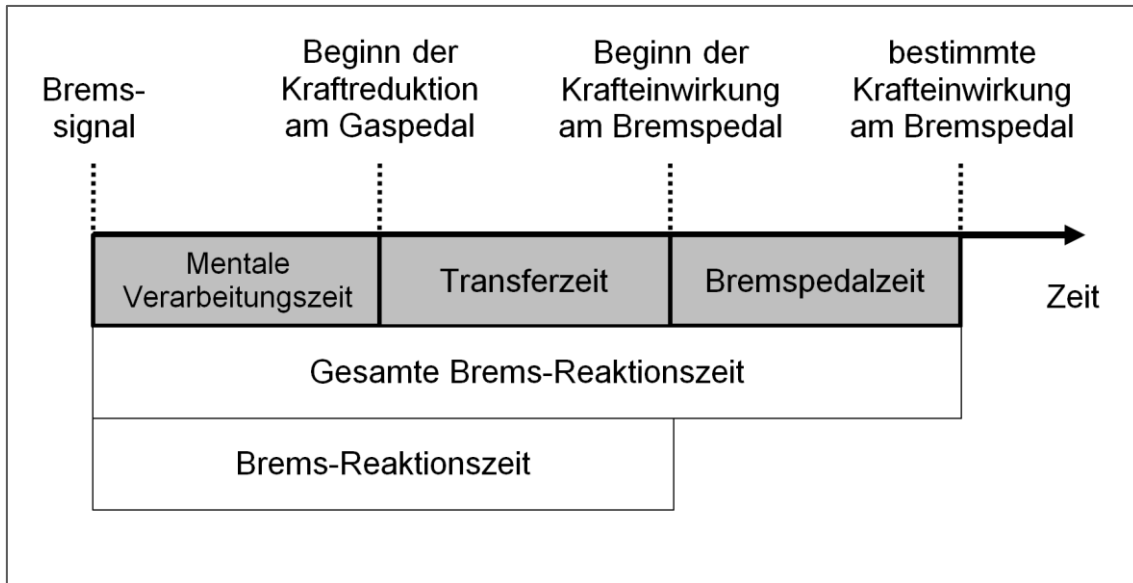 Brems-
signal
Beginn der
Kraftreduktion
am Gaspedal
Beginn der
Krafteinwirkung
am Bremspedal
bestimmte
Krafteinwirkung
am Bremspedal
Mentale
Verarbeitungszeit
Transferzeit
Bremspedalzeit
Zeit
Gesamte Brems-Reaktionszeit
Brems-Reaktionszeit